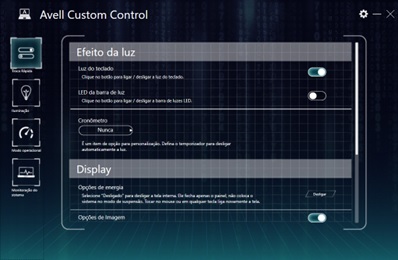 Avell Custom Control
Efeito da luz
Luz do teclado
Clique no botão para ligar / desligar a luz do teclado.
LED da barra de luz
Clique no botão para ligar / desligar a barra de luzes LED.
Cronômetro
Nunca
É um item de opção para personalização. Defina o temporizador para desligar
automaticamente a luz.
Display
Opções de energia
Selecione "Desligado" para desligar a tela interna. Ele fecha apenas o painel, não coloca o
sistema no modo de suspensão. Tocar no mouse ou em qualquer tecla liga novamente a tela.
Desligar
Opções de Imagem
Troca Rápida
Iluminação
Modo operacional
Monitoração do
sistema